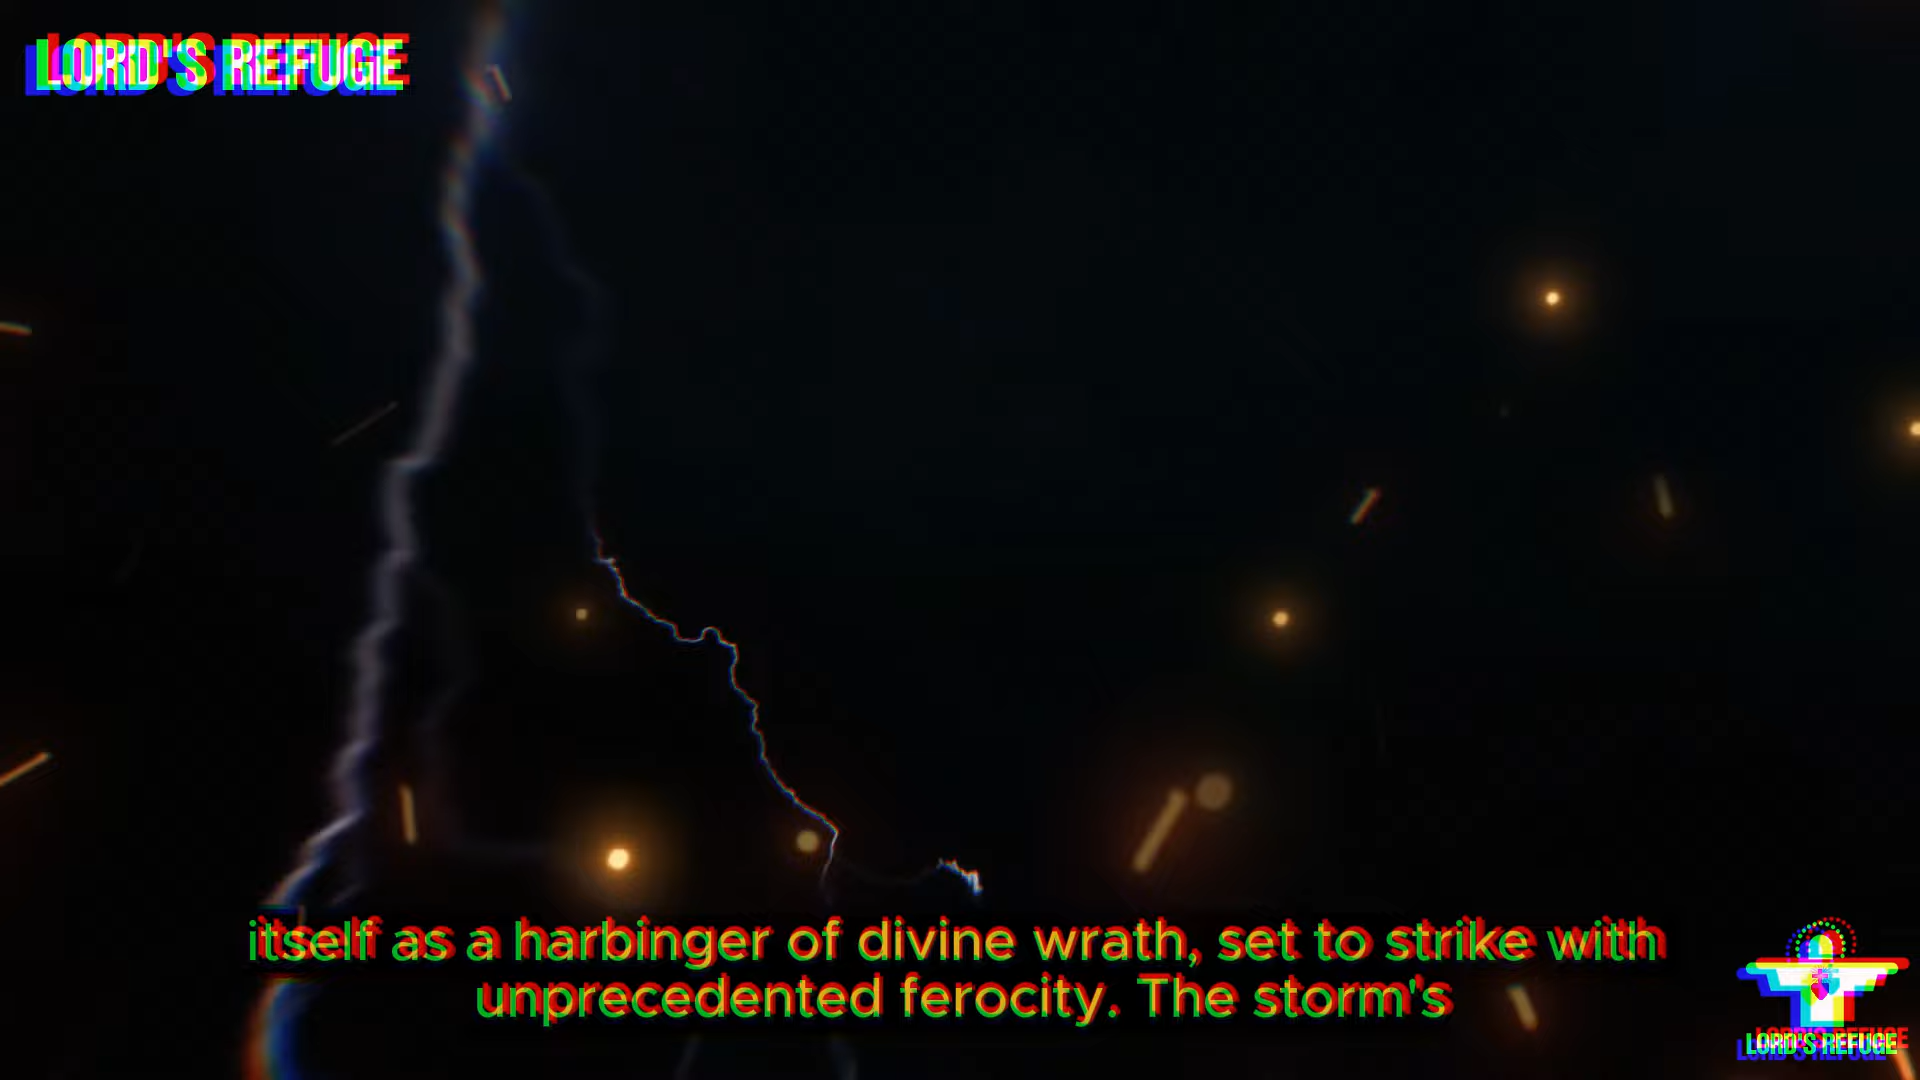 LORD'S REFUGE
itself as a harbinger of divine wrath, set to strike with
unprecedented ferocity. The storm's
LORD'S REFUGE